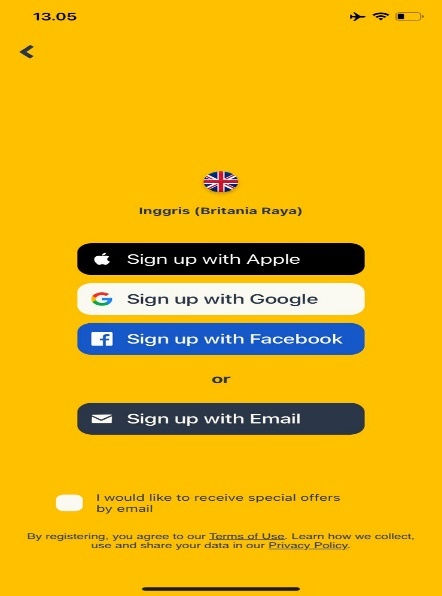 13.05
Inggris (Britania Raya)
Sign up with Apple
Sign up with Google
Sign up with Facebook
or
Sign up with Email
I would like to receive special offers
by email
By registering, you agree to our Terms of Use. Learn how we collect,
use and share your data in our Privacy Policy.